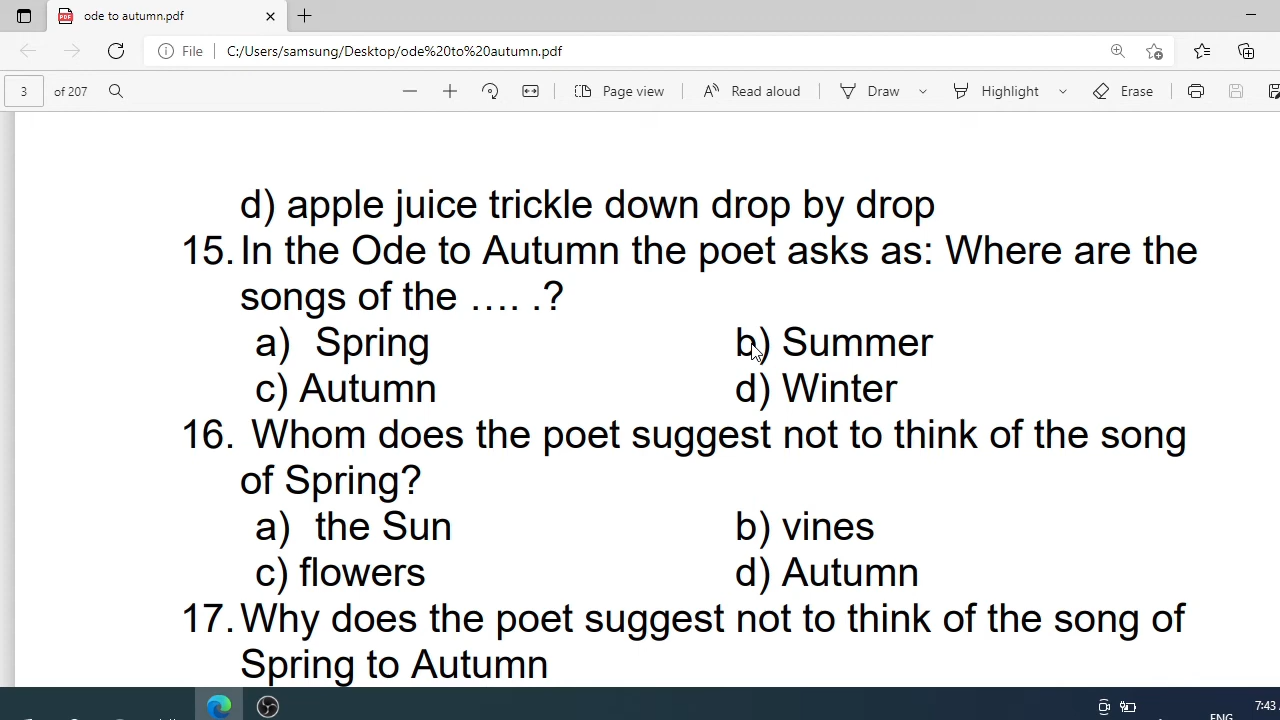 ode to autumn.pdf
File C:/Users/samsung/Desktop/ode%20to%20autumn.pdf
3 of 207 Page view Read aloud Draw Highlight Erase
d) apple juice trickle down drop by drop
15. In the Ode to Autumn the poet asks as: Where are the
songs of the .... .?
a) Spring b) Summer
c) Autumn d) Winter
16. Whom does the poet suggest not to think of the song
of Spring?
a) the Sun b) vines
c) flowers d) Autumn
17. Why does the poet suggest not to think of the song of
Spring to Autumn
ENG 7:43